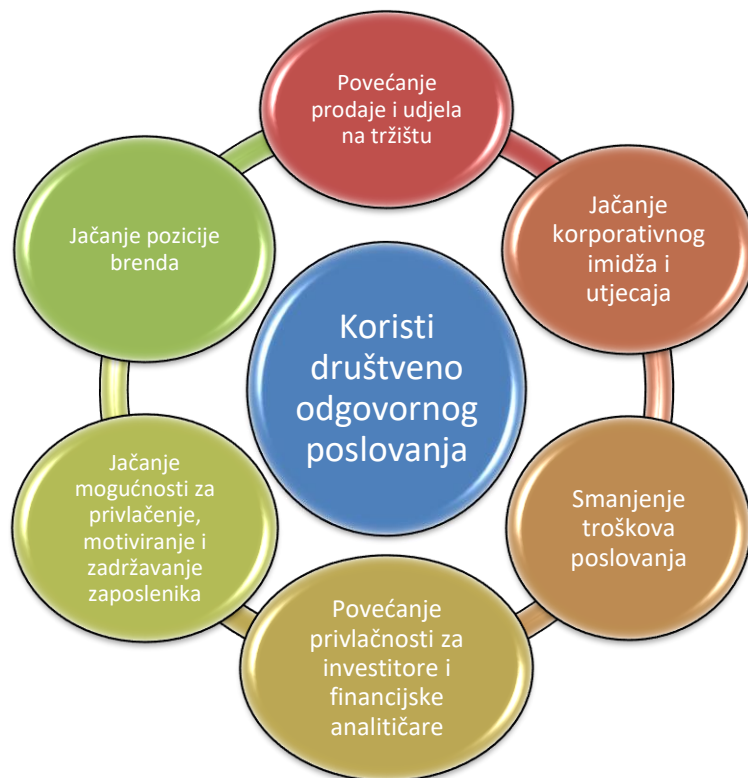 Povećanje
prodaje i udjela
na tržištu
Jačanje
korporativnog
imidža i
utjecaja
Smanjenje
troškova
poslovanja
Povećanje
privlačnosti za
investitore i
financijske
analitičare
Jačanje
mogućnosti za
privlačenje,
motiviranje i
zadržavanje
zaposlenika
Jačanje pozicije
brenda
Koristi
društveno
odgovornog
poslovanja